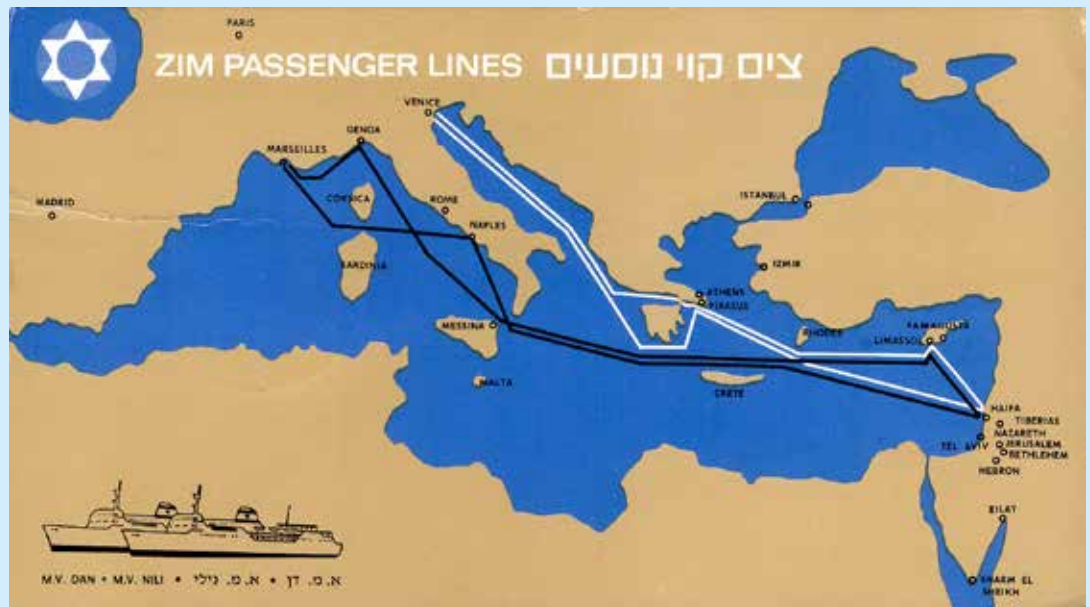 PARIS
ZIM PASSENGER LINES צים קוי נוסעים
VENICE
GENOA
MARSEILLES
MADRID
CORSICA
ROME
ISTANBUL
NAPLES
SARDINIA
IZMIR
ATHENS
PIRAEUS
MESSINA
RHODES
FAMAGUSTA
LIMASSOL
MALTA
CRETE
HAIFA
TIBERIAS
NAZARETH
TEL AVIV
JERUSALEM
BETHLEHEM
HEBRON
EILAT
SHARM EL
SHEIKH
M.V. DAN • M.V. NILI • א.מ. דן • א.מ. נילי